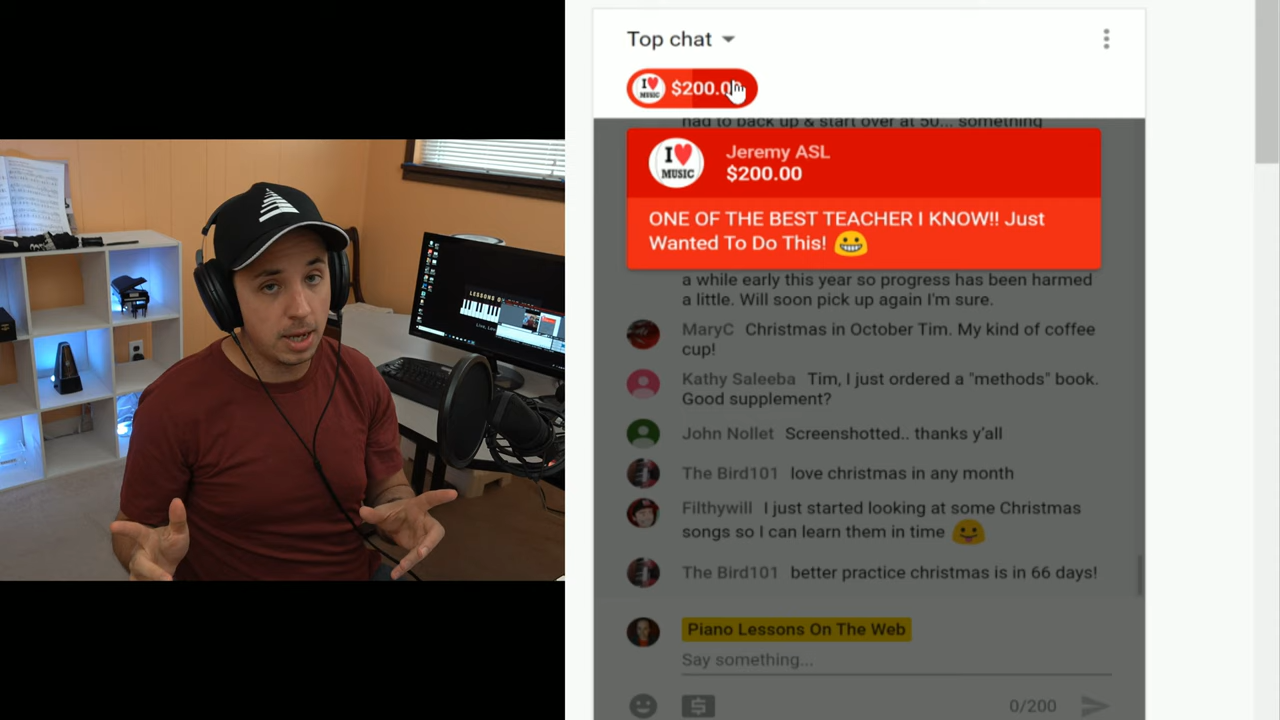 Top chat
I ❤ MUSIC $200.0
had to back up & start over at 50... something
I ❤ MUSIC
Jeremy ASL
$200.00
ONE OF THE BEST TEACHER I KNOW!! Just
Wanted To Do This! 😀
a while early this year so progress has been harmed
a little. Will soon pick up again I'm sure.
MaryC Christmas in October Tim. My kind of coffee
cup!
Kathy Saleeba Tim, I just ordered a "methods" book.
Good supplement?
John Nollet Screenshotted.. thanks y'all
The Bird101 love christmas in any month
Filthywill I just started looking at some Christmas
songs so I can learn them in time 😛
The Bird101 better practice christmas is in 66 days!
Piano Lessons On The Web
Say something...
0/200
LESSONS